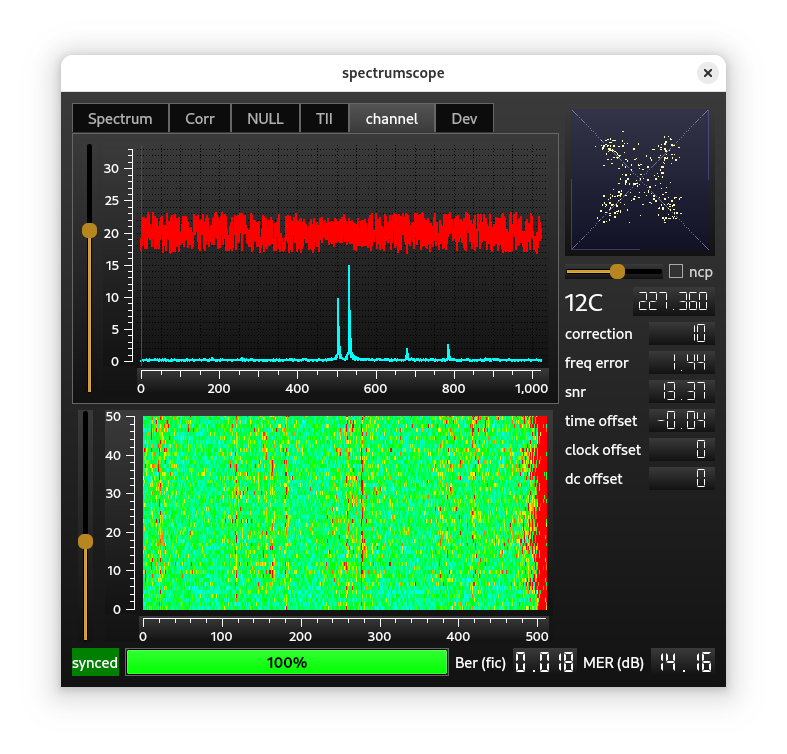 spectrumscope
Spectrum Corr NULL TII channel Dev
30
25
20
15
10
5
0
0 200 400 600 800 1,000
ncp
12C 227.360
correction 10
freq error 1.44
snr 13.37
time offset -0.04
clock offset 0
dc offset 0
50
40
30
20
10
0
0 100 200 300 400 500
synced 100% Ber (fic) 0.018 MER (dB) 14.16